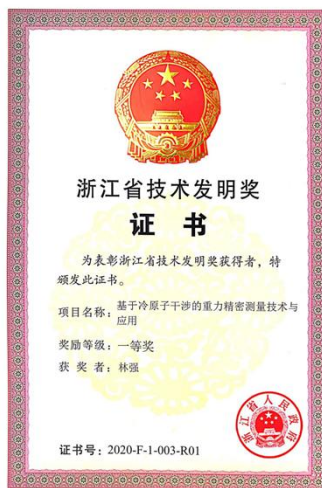 浙江省技术发明奖
证书
为表彰浙江省技术发明奖获得者，特
颁发此证书。
项目名称：基于冷原子干涉的重力精密测量技术与
应用
奖励等级：一等奖
获奖者：林强
浙江省人民政府
证书号：2020-F-1-003-R01